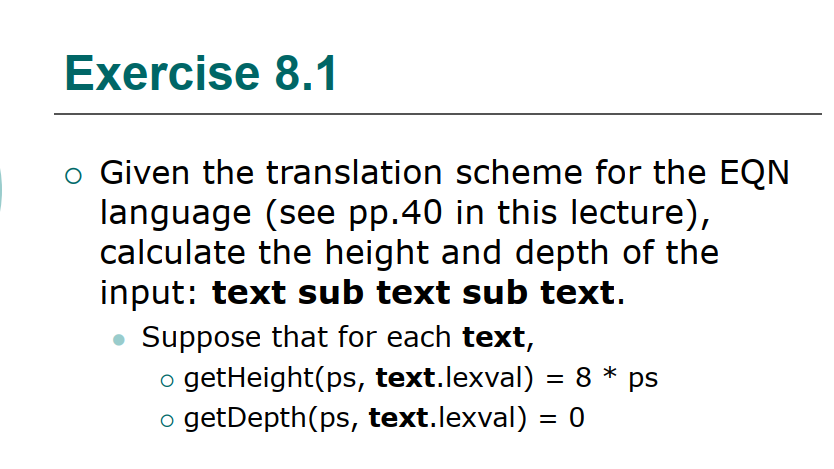 Exercise 8.1
Given the translation scheme for the EQN
language (see pp.40 in this lecture),
calculate the height and depth of the
input: text sub text sub text.
Suppose that for each text,
getHeight(ps, text.lexval) = 8 * ps
getDepth(ps, text.lexval) = 0